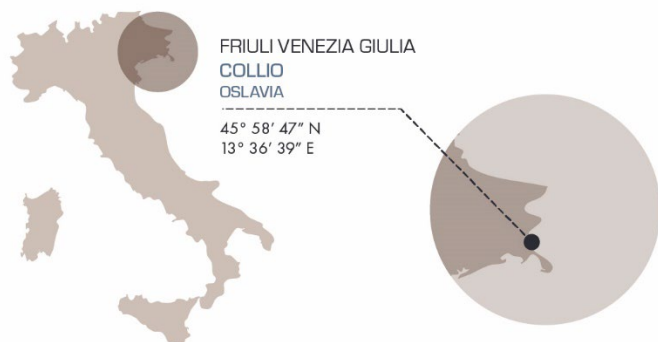 FRIULI VENEZIA GIULIA
COLLIO
OSLAVIA
45° 58’ 47” N
13° 36’ 39” E